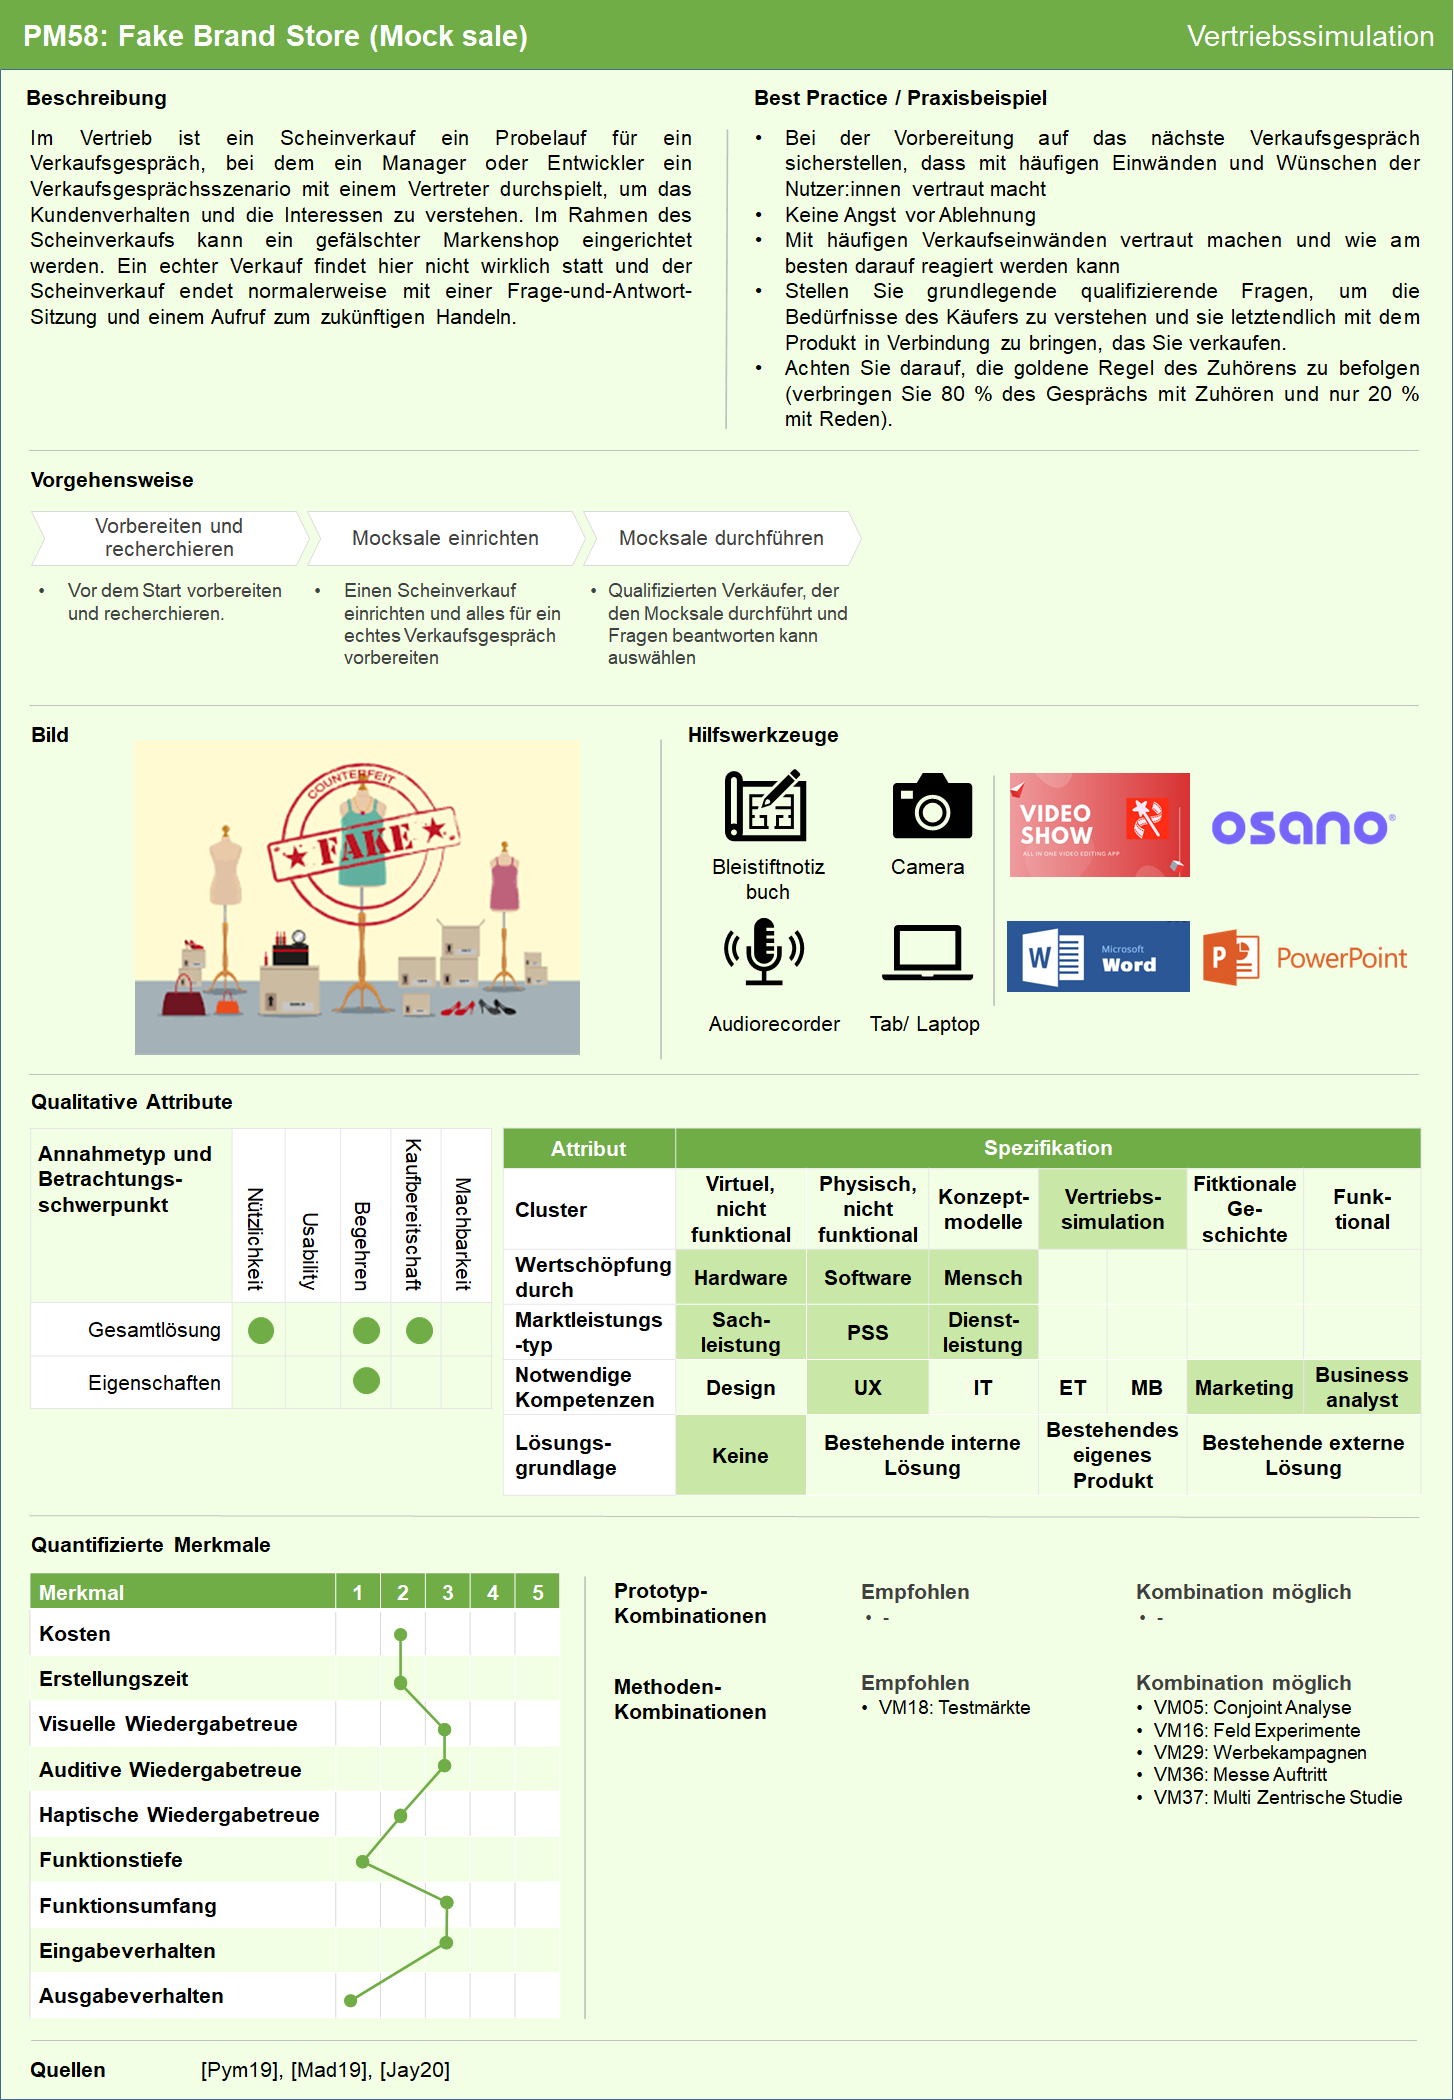 PM58: Fake Brand Store (Mock sale)
Vertriebssimulation
Beschreibung
Im Vertrieb ist ein Scheinverkauf ein Probelauf für ein
Verkaufsgespräch, bei dem ein Manager oder Entwickler ein
Verkaufsgesprächsszenario mit einem Vertreter durchspielt, um das
Kundenverhalten und die Interessen zu verstehen. Im Rahmen des
Scheinverkaufs kann ein gefälschter Markenshop eingerichtet
werden. Ein echter Verkauf findet hier nicht wirklich statt und der
Scheinverkauf endet normalerweise mit einer Frage-und-Antwort-
Sitzung und einem Aufruf zum zukünftigen Handeln.
Best Practice / Praxisbeispiel
• Bei der Vorbereitung auf das nächste Verkaufsgespräch
sicherstellen, dass mit häufigen Einwänden und Wünschen der
Nutzer:innen vertraut macht
• Keine Angst vor Ablehnung
• Mit häufigen Verkaufseinwänden vertraut machen und wie am
besten darauf reagiert werden kann
• Stellen Sie grundlegende qualifizierende Fragen, um die
Bedürfnisse des Käufers zu verstehen und sie letztendlich mit dem
Produkt in Verbindung zu bringen, das Sie verkaufen.
• Achten Sie darauf, die goldene Regel des Zuhörens zu befolgen
(verbringen Sie 80 % des Gesprächs mit Zuhören und nur 20 %
mit Reden).
Vorgehensweise
Vorbereiten und
recherchieren
Mocksale einrichten
Mocksale durchführen
• Vor dem Start vorbereiten
und recherchieren.
• Einen Scheinverkauf
einrichten und alles für ein
echtes Verkaufsgespräch
vorbereiten
• Qualifizierten Verkäufer, der
den Mocksale durchführt und
Fragen beantworten kann
auswählen
Bild
COUNTERFEIT
FAKE
Hilfswerkzeuge
Bleistiftnotiz
buch
Camera
Audiorecorder
Tab/ Laptop
VIDEO
SHOW
ALL IN ONE VIDEO EDITING APP
osano®
W
Microsoft
Word
P
PowerPoint
Qualitative Attribute
Annahmetyp und
Betrachtungs-
schwerpunkt
Nützlichkeit
Usability
Begehren
Kaufbereitschaft
Machbarkeit
Gesamtlösung
Eigenschaften
Attribut
Spezifikation
Cluster
Virtuel,
nicht
funktional
Physisch,
nicht
funktional
Konzept-
modelle
Vertriebs-
simulation
Fitktionale
Ge-
schichte
Funk-
tional
Wertschöpfung
durch
Hardware
Software
Mensch
Marktleistungs
-typ
Sach-
leistung
PSS
Dienst-
leistung
Notwendige
Kompetenzen
Design
UX
IT
ET
MB
Marketing
Business
analyst
Lösungs-
grundlage
Keine
Bestehende interne
Lösung
Bestehendes
eigenes
Produkt
Bestehende externe
Lösung
Quantifizierte Merkmale
Merkmal 1 2 3 4 5
Kosten
Erstellungszeit
Visuelle Wiedergabetreue
Auditive Wiedergabetreue
Haptische Wiedergabetreue
Funktionstiefe
Funktionsumfang
Eingabeverhalten
Ausgabeverhalten
Prototyp-
Kombinationen
Empfohlen
• -
Kombination möglich
• -
Methoden-
Kombinationen
Empfohlen
• VM18: Testmärkte
Kombination möglich
• VM05: Conjoint Analyse
• VM16: Feld Experimente
• VM29: Werbekampagnen
• VM36: Messe Auftritt
• VM37: Multi Zentrische Studie
Quellen
[Pym19], [Mad19], [Jay20]